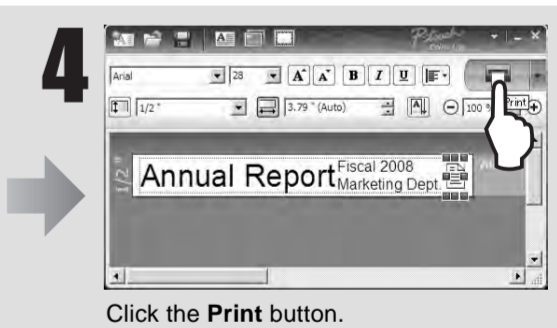 4
P-touch
Arial 28 A A B I U
1/2" 3.79 " (Auto) A 100 % Print
1/2"
Annual Report Fiscal 2008
Marketing Dept.
Click the Print button.